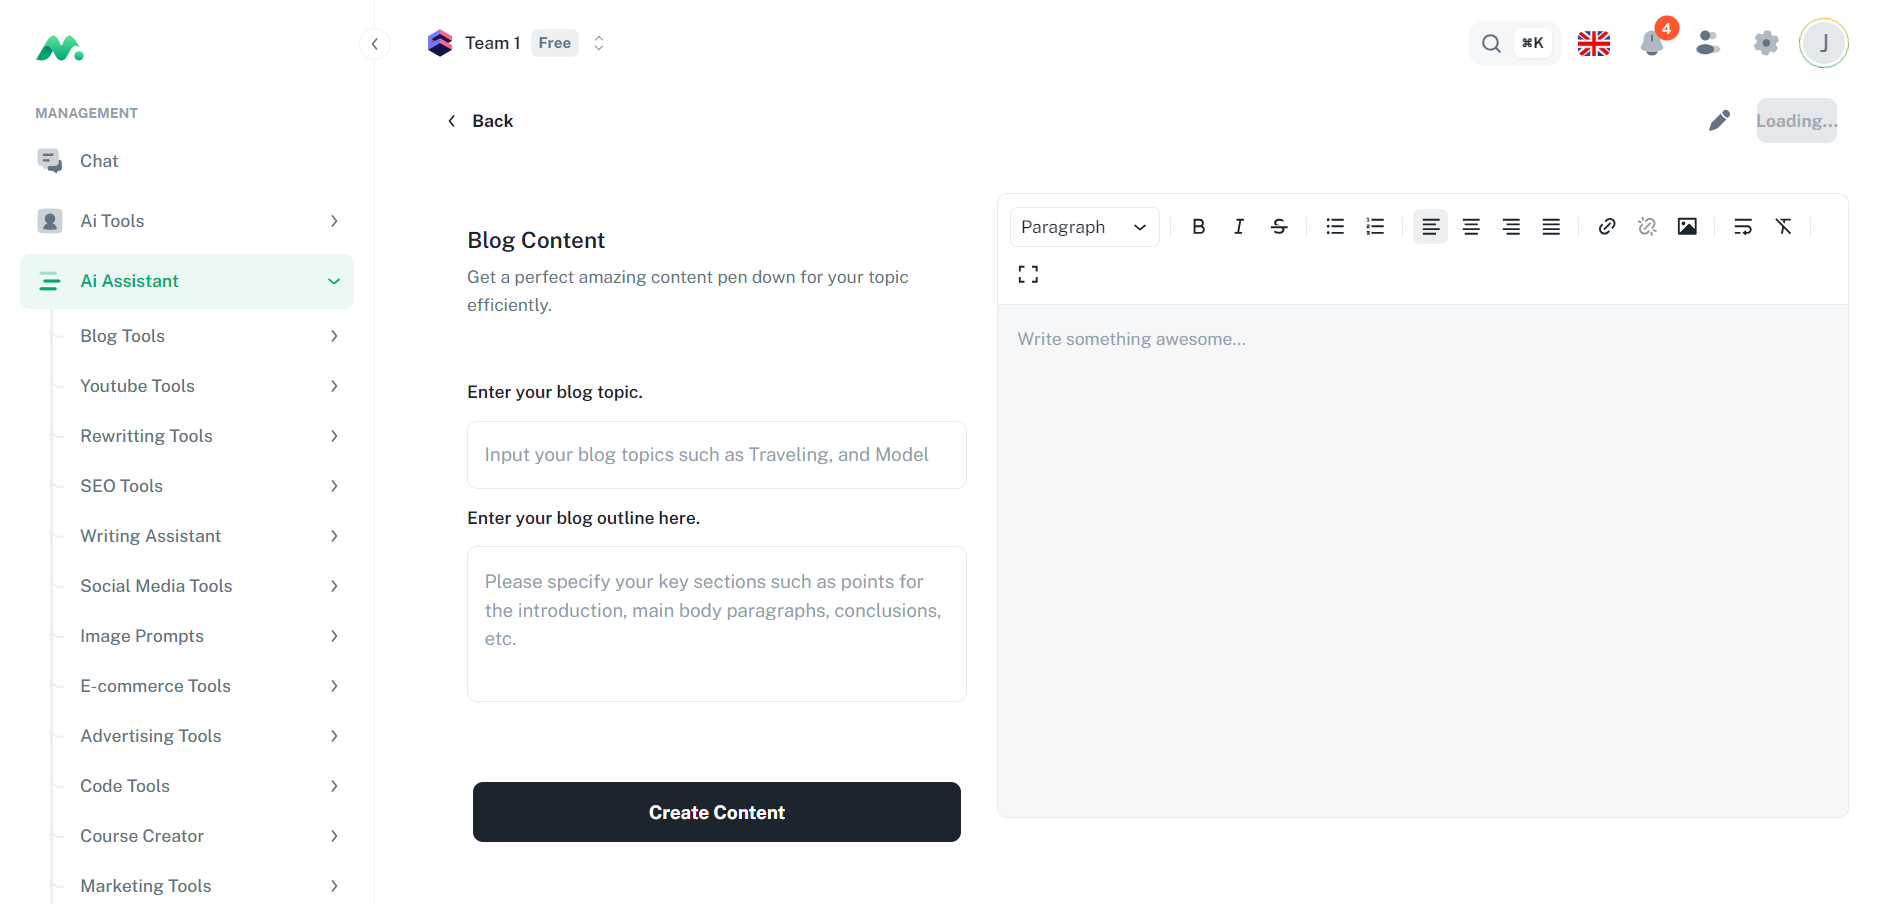 Team 1 Free
⌘K
4
J
MANAGEMENT
Chat
Ai Tools
Ai Assistant
Blog Tools
Youtube Tools
Rewritting Tools
SEO Tools
Writing Assistant
Social Media Tools
Image Prompts
E-commerce Tools
Advertising Tools
Code Tools
Course Creator
Marketing Tools
Back
Loading...
Blog Content
Get a perfect amazing content pen down for your topic
efficiently.
Enter your blog topic.
Input your blog topics such as Traveling, and Model
Enter your blog outline here.
Please specify your key sections such as points for
the introduction, main body paragraphs, conclusions,
etc.
Create Content
Paragraph
Write something awesome...